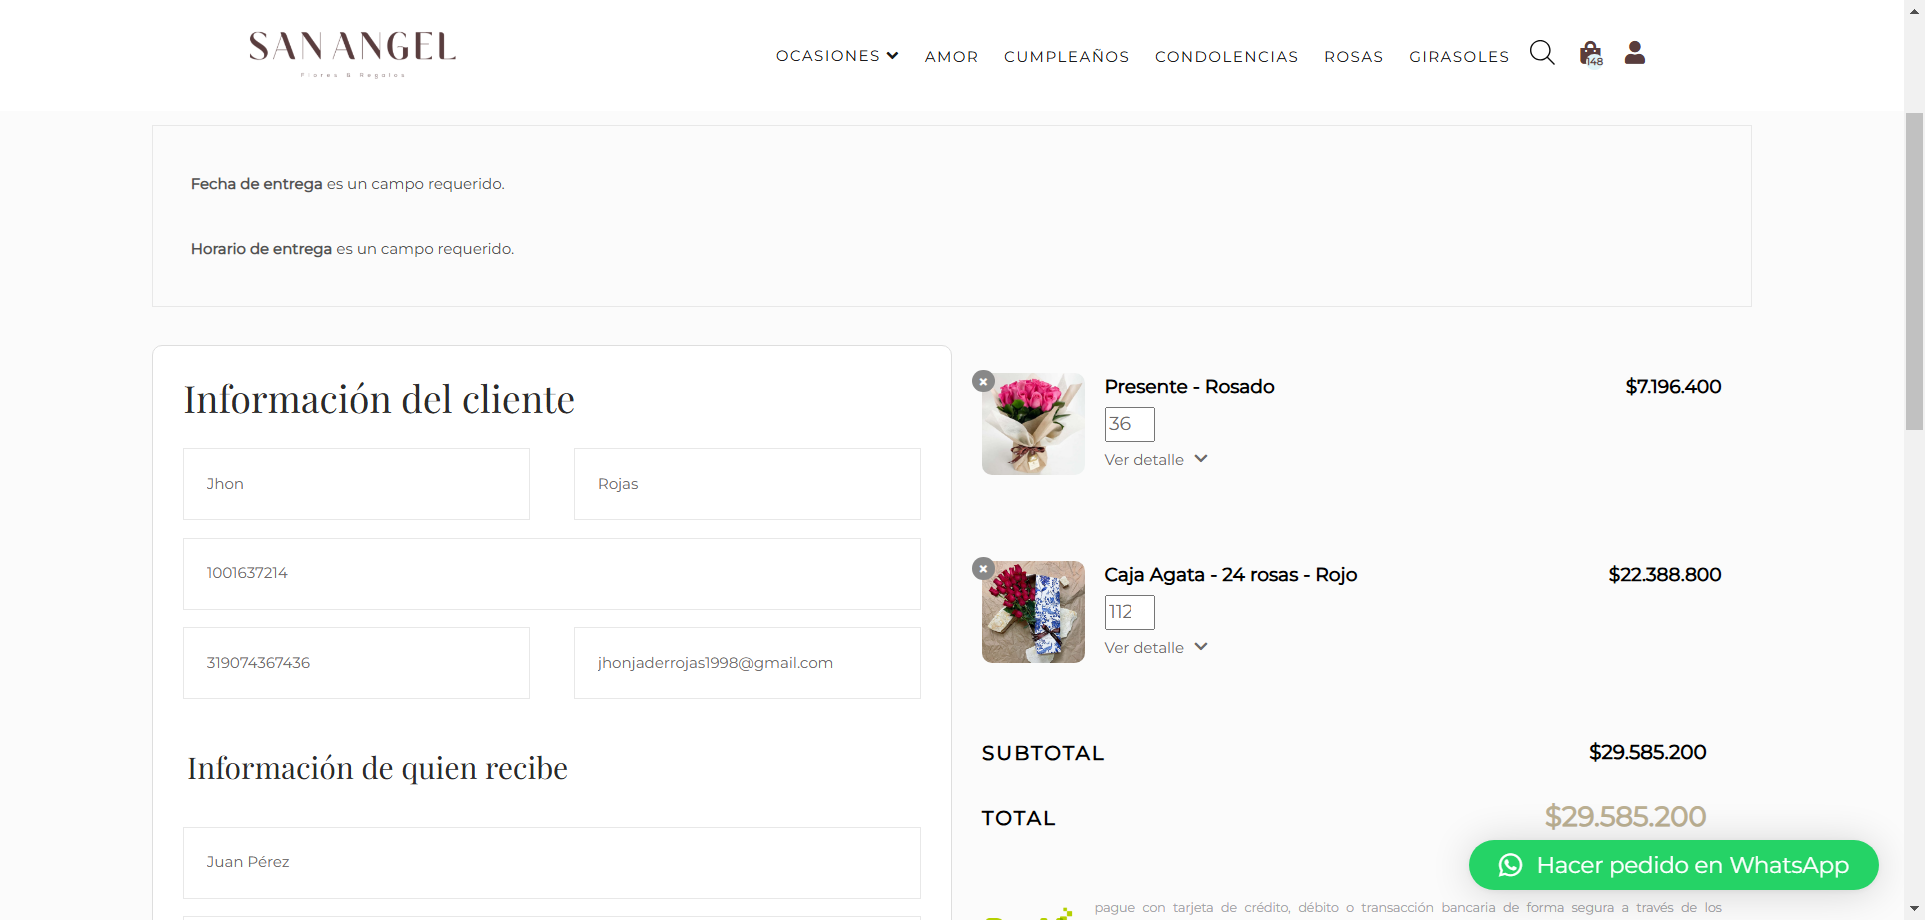 SAN ANGEL
Flores & Regalos
OCASIONES
AMOR
CUMPLEAÑOS
CONDOLENCIAS
ROSAS
GIRASOLES
148
Fecha de entrega es un campo requerido.
Horario de entrega es un campo requerido.
Información del cliente
Jhon
Rojas
1001637214
319074367436
jhonjaderrojas1998@gmail.com
Información de quien recibe
Juan Pérez
Presente - Rosado
$7.196.400
36
Ver detalle
Caja Agata - 24 rosas - Rojo
$22.388.800
112
Ver detalle
SUBTOTAL
$29.585.200
TOTAL
$29.585.200
Hacer pedido en WhatsApp
pague con tarjeta de crédito, débito o transacción bancaria de forma segura a través de los